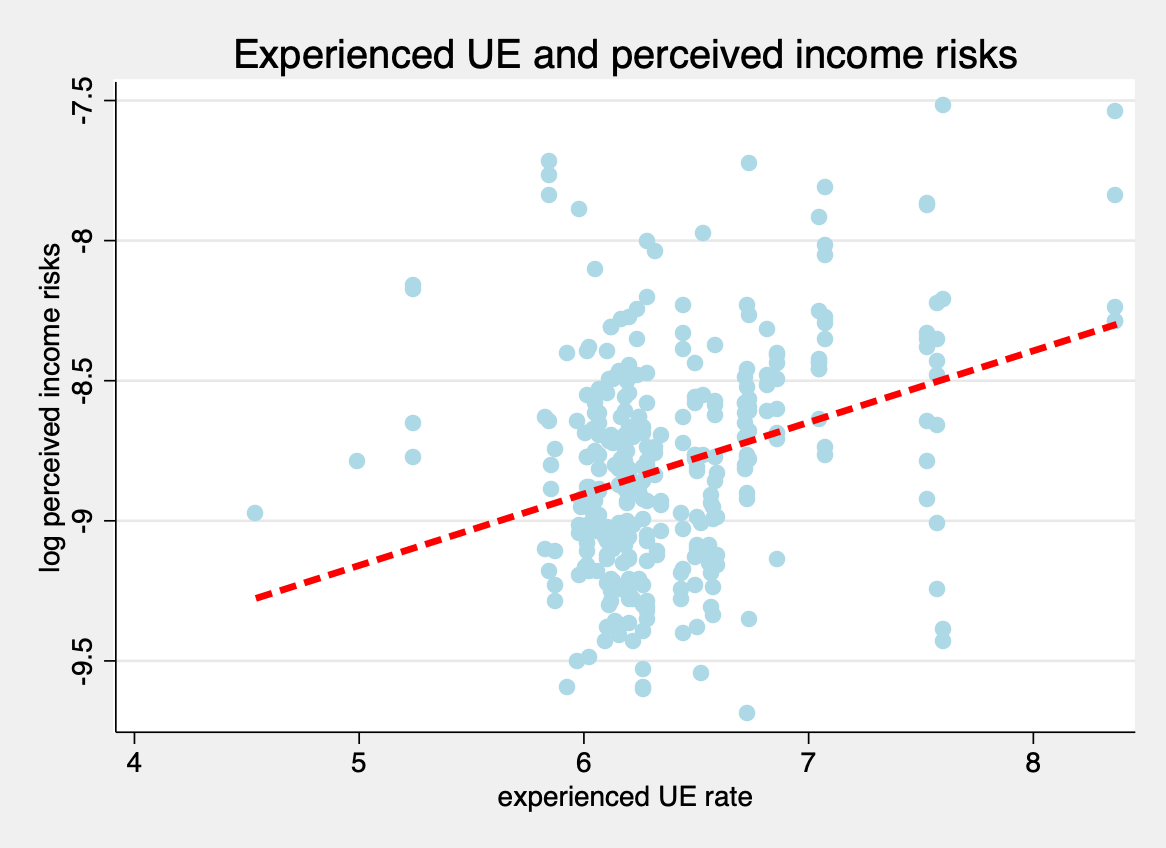 Experienced UE and perceived income risks
-7.5
-8
-8.5
-9
-9.5
log perceived income risks
4 5 6 7 8
experienced UE rate